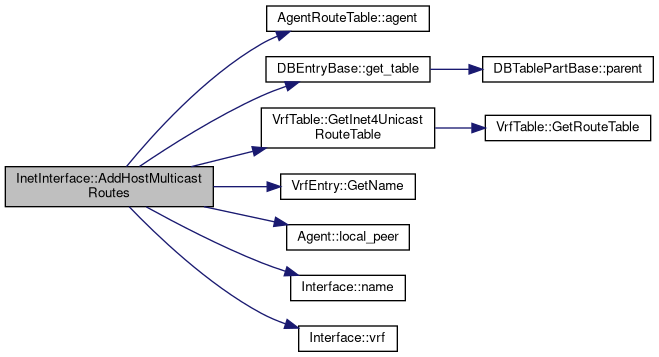 AgentRouteTable::agent
DBEntryBase::get_table
DBTablePartBase::parent
VrfTable::GetInet4Unicast
RouteTable
VrfTable::GetRouteTable
InetInterface::AddHostMulticast
Routes
VrfEntry::GetName
Agent::local_peer
Interface::name
Interface::vrf